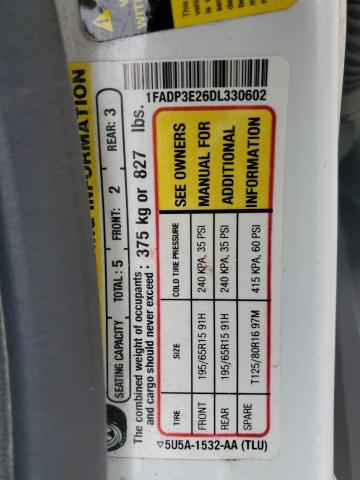 INFORMATION
SEATING CAPACITY TOTAL: 5 FRONT: 2 REAR: 3
The combined weight of occupants and cargo should never exceed: 375 kg or 827 lbs.
TIRE SIZE COLD TIRE PRESSURE
FRONT 195/65R15 91H 240 KPA, 35 PSI
REAR 195/65R15 91H 240 KPA, 35 PSI
SPARE T125/80R16 97M 415 KPA, 60 PSI
SEE OWNERS
MANUAL FOR
ADDITIONAL
INFORMATION
5U5A-1532-AA (TLU)
1FADP3E26DL330602